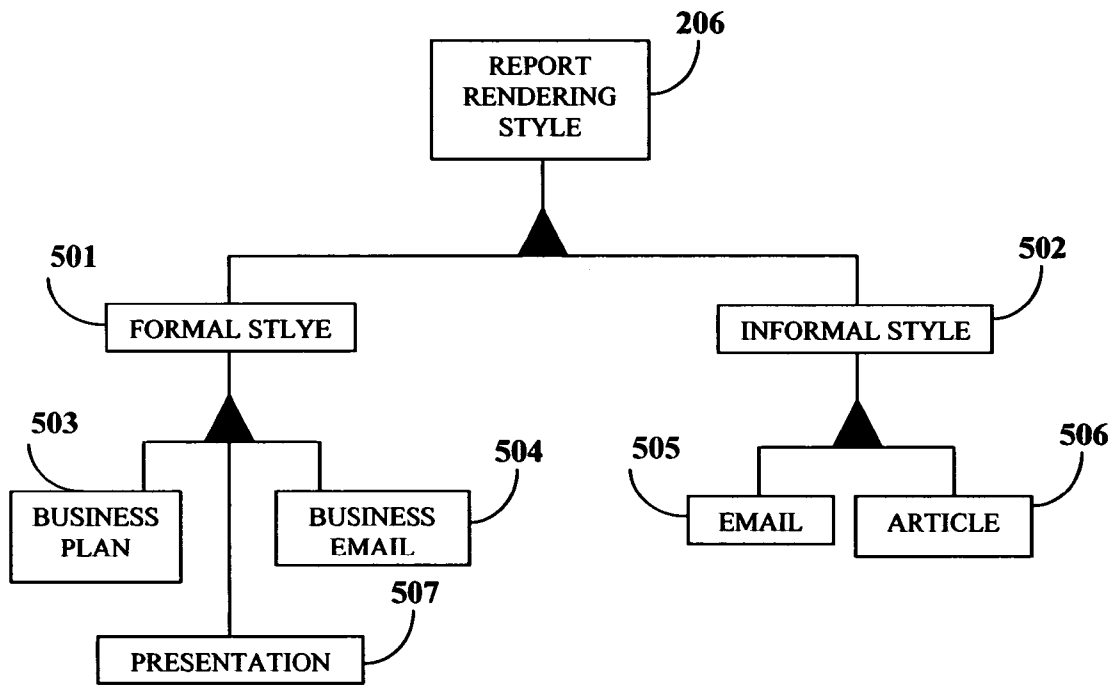 206
REPORT
RENDERING
STYLE
501
502
FORMAL STLYE
INFORMAL STYLE
503
504
505
506
BUSINESS
PLAN
BUSINESS
EMAIL
EMAIL
ARTICLE
507
PRESENTATION